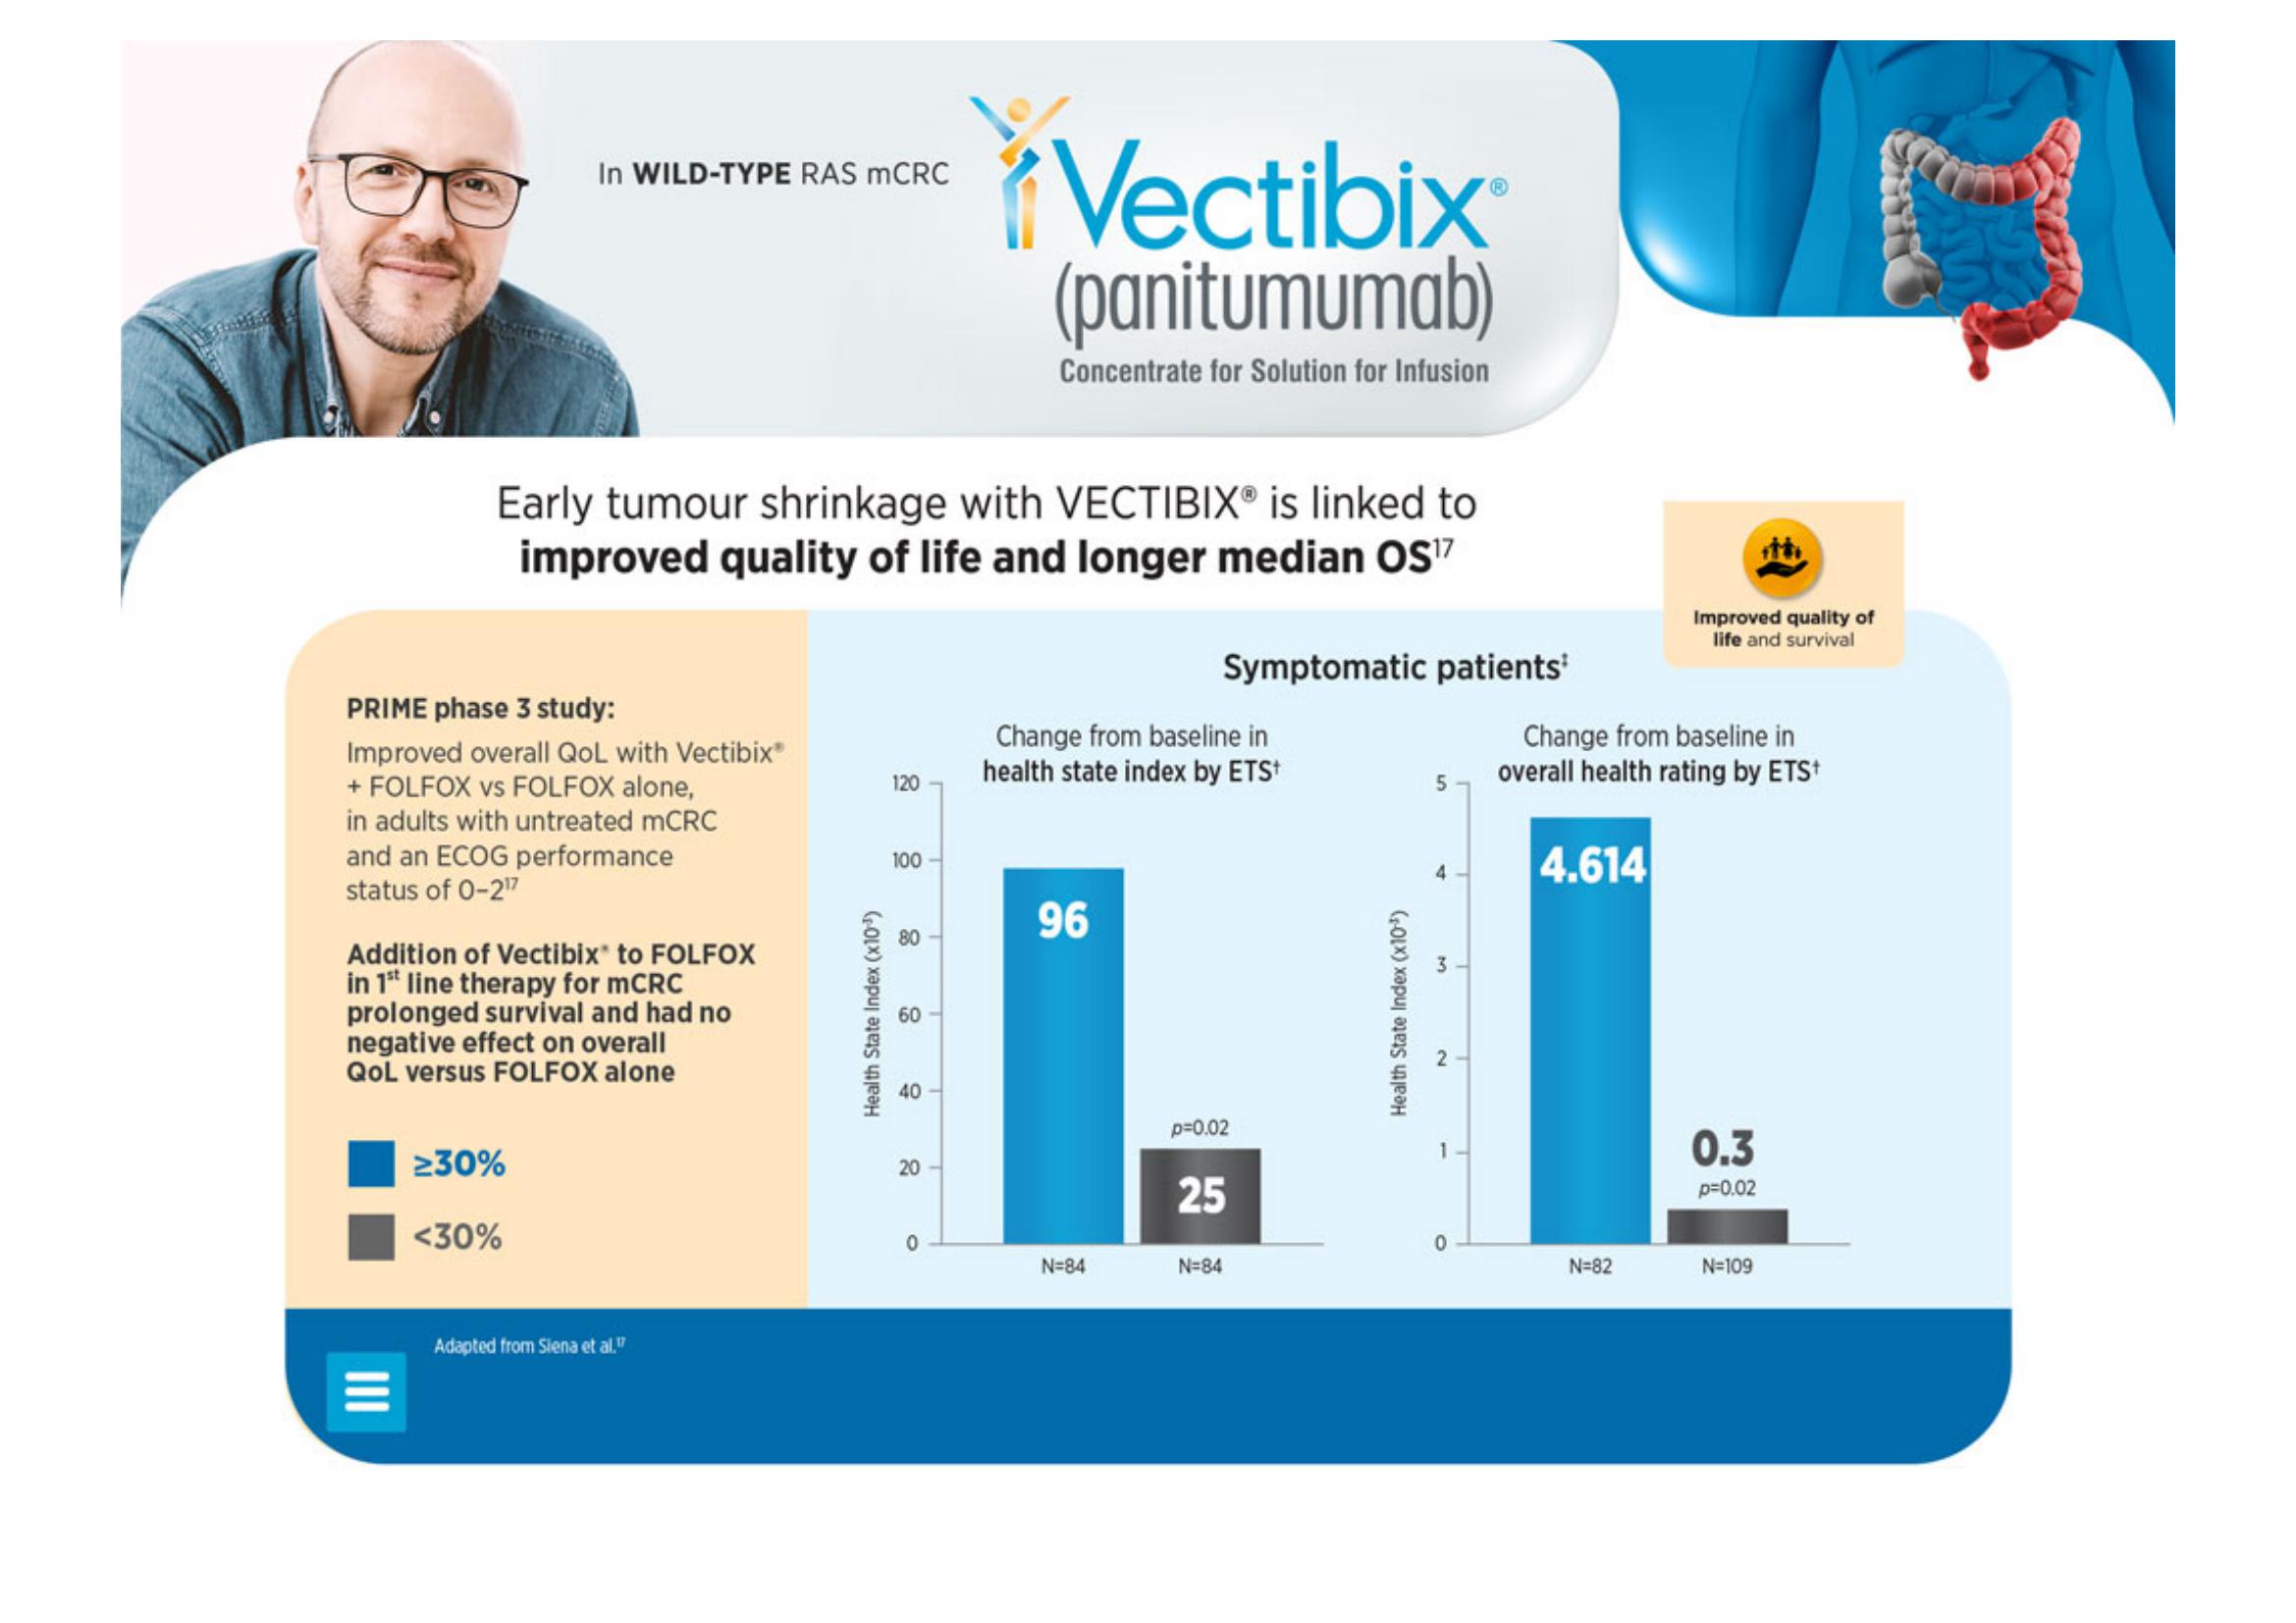 In WILD-TYPE RAS mCRC
Vectibix®
(panitumumab)
Concentrate for Solution for Infusion
Early tumour shrinkage with VECTIBIX® is linked to
improved quality of life and longer median OS¹⁷
Improved quality of
life and survival
PRIME phase 3 study:
Improved overall QoL with Vectibix®
+ FOLFOX vs FOLFOX alone,
in adults with untreated mCRC
and an ECOG performance
status of 0–2¹⁷
Addition of Vectibix® to FOLFOX
in 1ˢᵗ line therapy for mCRC
prolonged survival and had no
negative effect on overall
QoL versus FOLFOX alone
≥30%
<30%
Symptomatic patients‡
Change from baseline in
health state index by ETS†
Health State Index (x10⁻³)
120
100
80
60
40
20
0
96
p=0.02
25
N=84
N=84
Change from baseline in
overall health rating by ETS†
Health State Index (x10⁻³)
5
4
3
2
1
0
4.614
0.3
p=0.02
N=82
N=109
Adapted from Siena et al.¹⁷